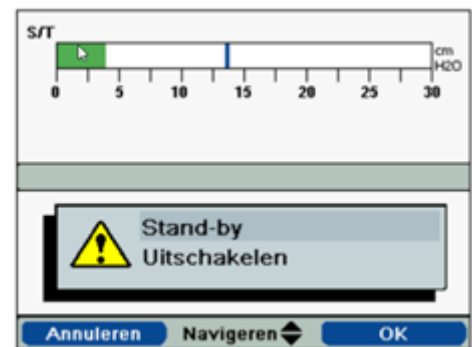 S/T
cm
H2O
0 5 10 15 20 25 30
Stand-by
Uitschakelen
Annuleren Navigeren OK